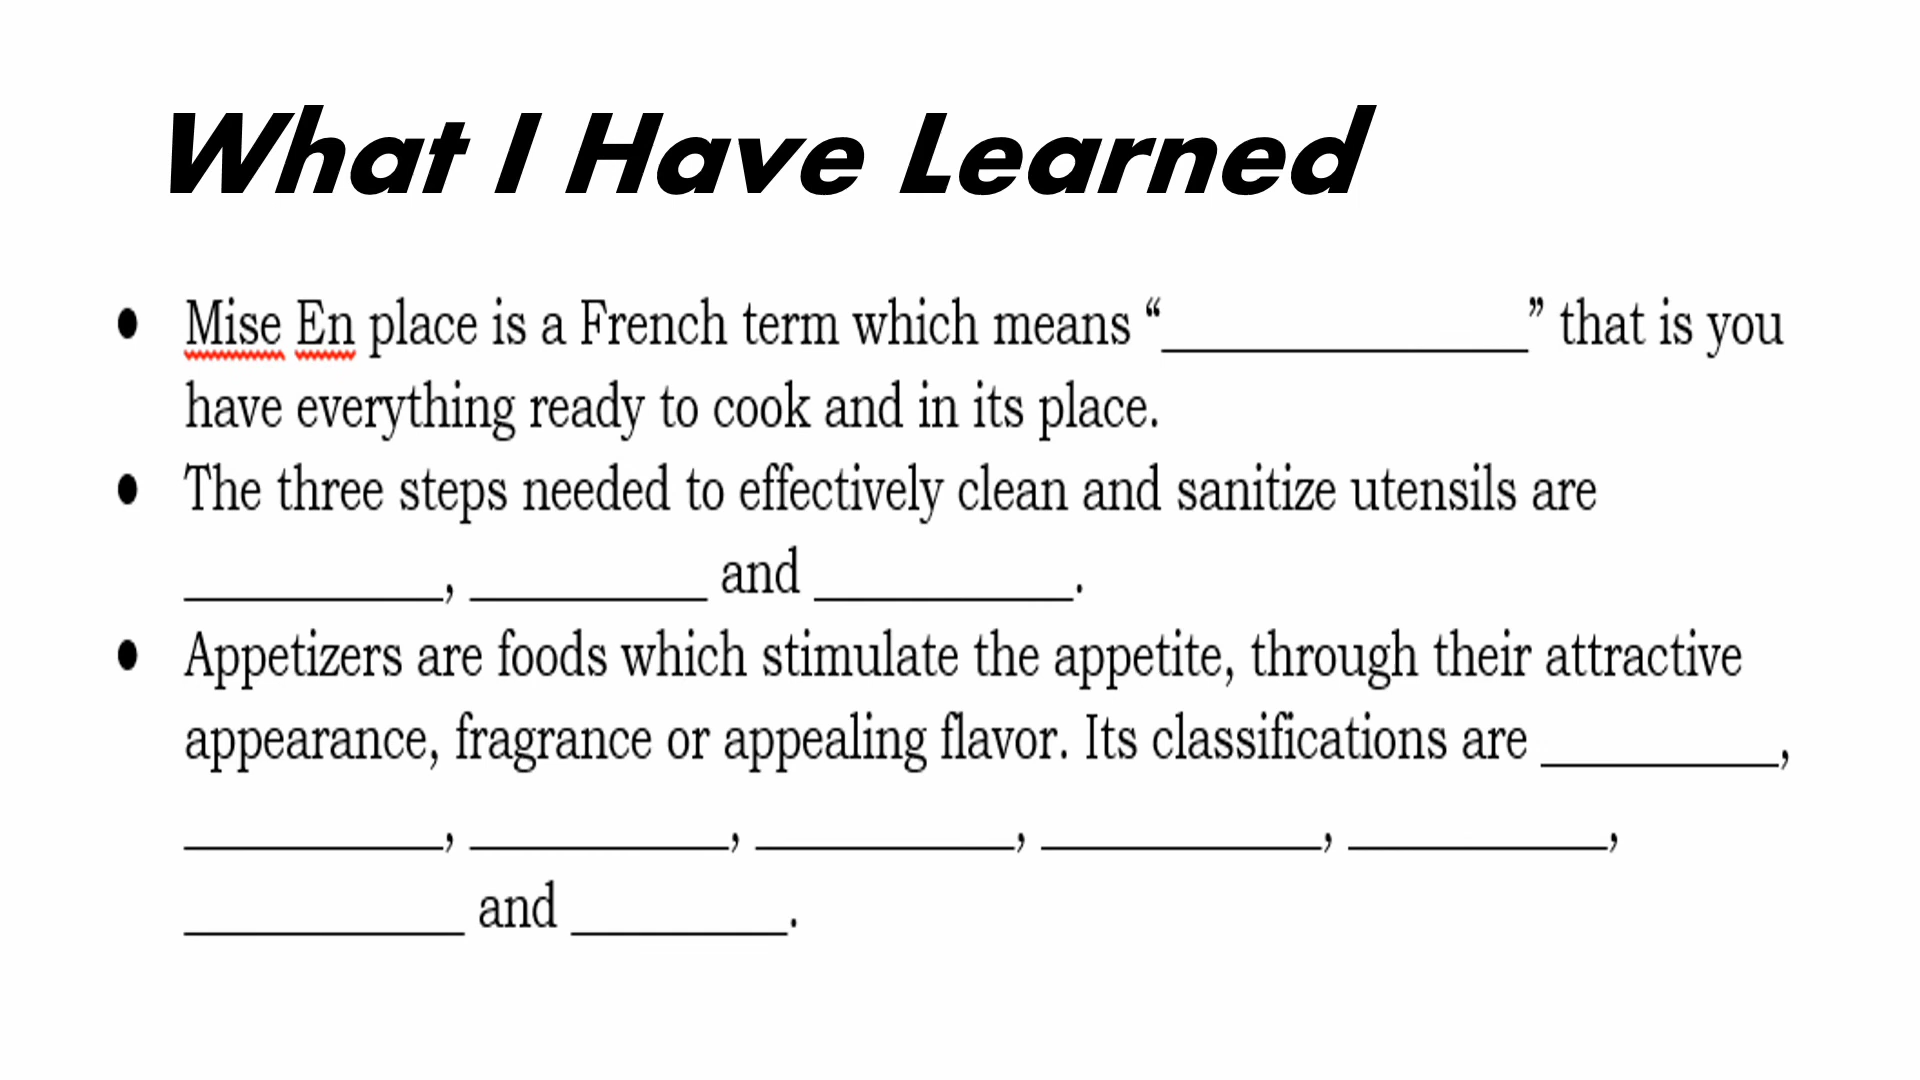 What I Have Learned
● Mise En place is a French term which means “______________” that is you
have everything ready to cook and in its place.
● The three steps needed to effectively clean and sanitize utensils are
__________, _________ and __________.
● Appetizers are foods which stimulate the appetite, through their attractive
appearance, fragrance or appealing flavor. Its classifications are _________,
__________, __________, __________, ___________, __________,
___________ and ________.